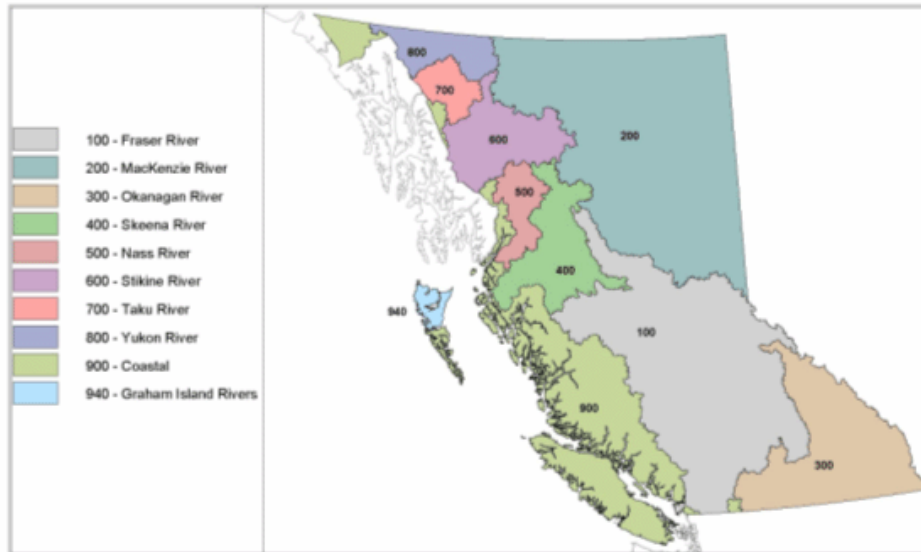 100 - Fraser River
200 - MacKenzie River
300 - Okanagan River
400 - Skeena River
500 - Nass River
600 - Stikine River
700 - Taku River
800 - Yukon River
900 - Coastal
940 - Graham Island Rivers
800
700
200
600
500
400
940
100
900
300